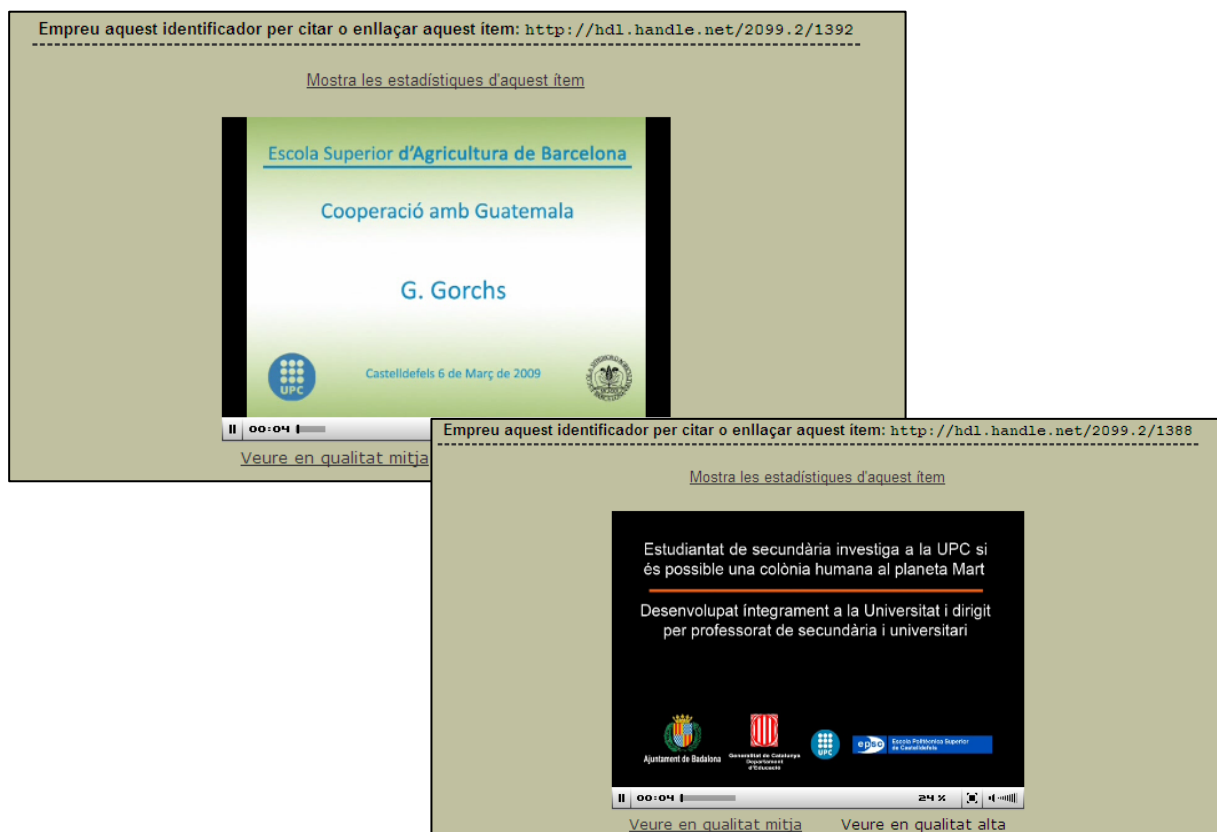 Empreu aquest identificador per citar o enllaçar aquest ítem: http://hdl.handle.net/2099.2/1392
Mostra les estadístiques d'aquest ítem
Escola Superior d'Agricultura de Barcelona
Cooperació amb Guatemala
G. Gorchs
UPC
Castelldefels 6 de Març de 2009
00:04
Veure en qualitat mitja
Empreu aquest identificador per citar o enllaçar aquest ítem: http://hdl.handle.net/2099.2/1388
Mostra les estadístiques d'aquest ítem
Estudiantat de secundària investiga a la UPC si
és possible una colònia humana al planeta Mart
Desenvolupat íntegrament a la Universitat i dirigit
per professorat de secundària i universitari
Ajuntament de Badalona
Generalitat de Catalunya
Departament
d'Educació
UPC
epsc
Escola Politècnica Superior
de Castelldefels
00:04
24 %
Veure en qualitat mitja
Veure en qualitat alta